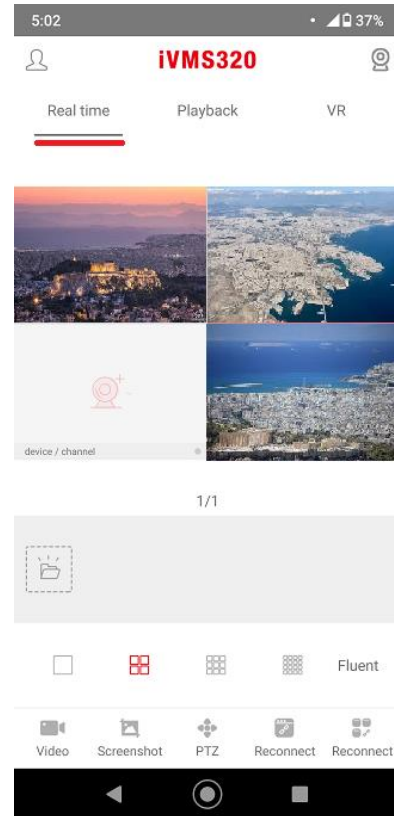 5:02 37%
iVMS320
Real time Playback VR
device / channel
1/1
Fluent
Video Screenshot PTZ Reconnect Reconnect